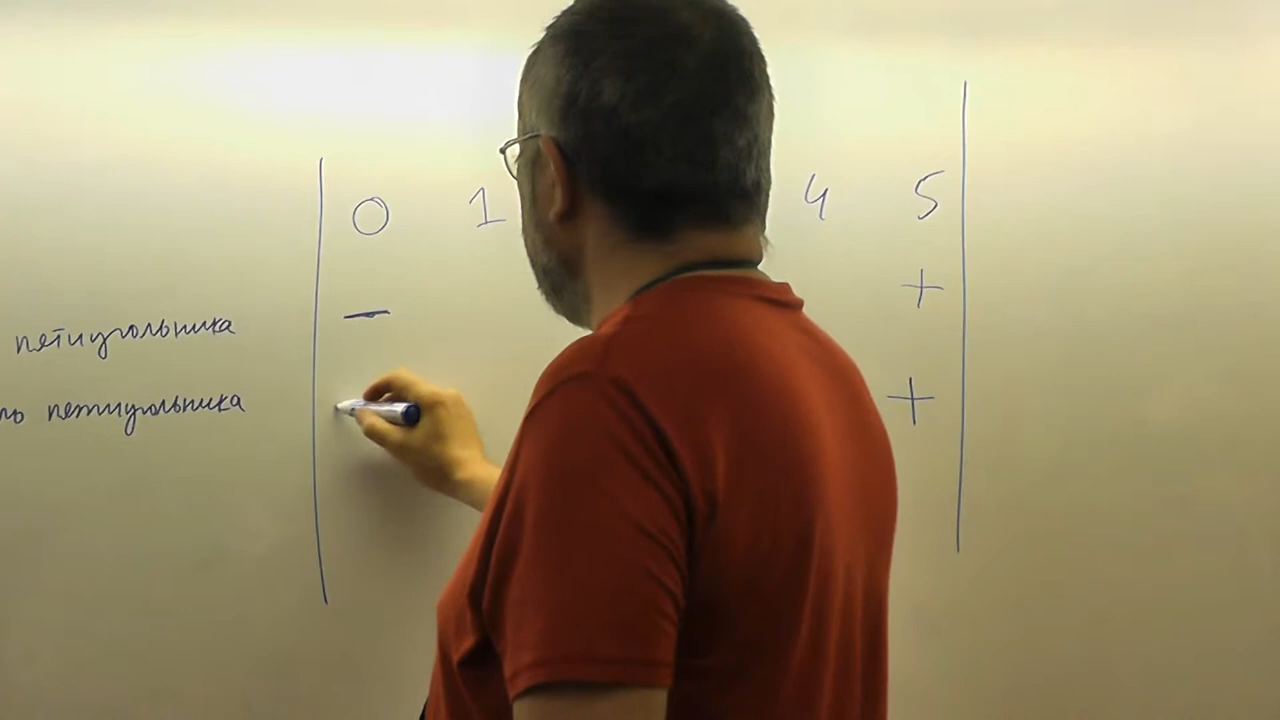 0 1 4 5
пятиугольника − +
пятиугольника +